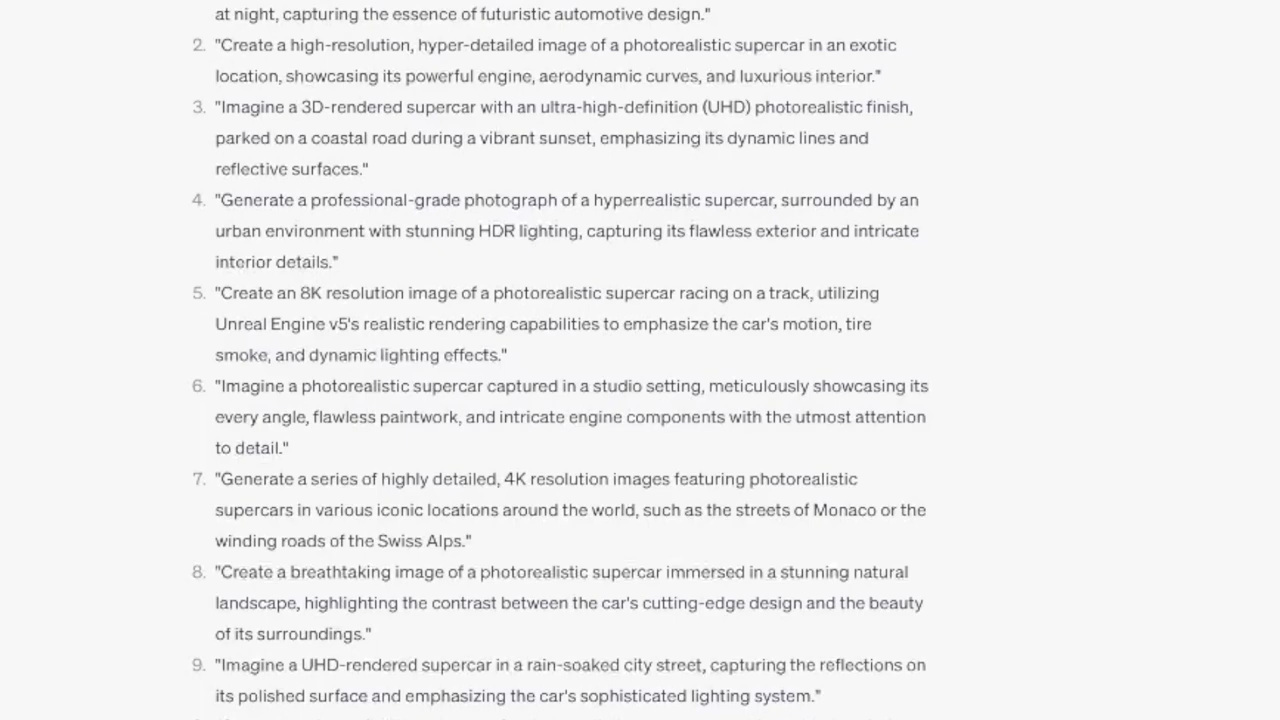 at night, capturing the essence of futuristic automotive design."
2. "Create a high-resolution, hyper-detailed image of a photorealistic supercar in an exotic
location, showcasing its powerful engine, aerodynamic curves, and luxurious interior."
3. "Imagine a 3D-rendered supercar with an ultra-high-definition (UHD) photorealistic finish,
parked on a coastal road during a vibrant sunset, emphasizing its dynamic lines and
reflective surfaces."
4. "Generate a professional-grade photograph of a hyperrealistic supercar, surrounded by an
urban environment with stunning HDR lighting, capturing its flawless exterior and intricate
interior details."
5. "Create an 8K resolution image of a photorealistic supercar racing on a track, utilizing
Unreal Engine v5's realistic rendering capabilities to emphasize the car's motion, tire
smoke, and dynamic lighting effects."
6. "Imagine a photorealistic supercar captured in a studio setting, meticulously showcasing its
every angle, flawless paintwork, and intricate engine components with the utmost attention
to detail."
7. "Generate a series of highly detailed, 4K resolution images featuring photorealistic
supercars in various iconic locations around the world, such as the streets of Monaco or the
winding roads of the Swiss Alps."
8. "Create a breathtaking image of a photorealistic supercar immersed in a stunning natural
landscape, highlighting the contrast between the car's cutting-edge design and the beauty
of its surroundings."
9. "Imagine a UHD-rendered supercar in a rain-soaked city street, capturing the reflections on
its polished surface and emphasizing the car's sophisticated lighting system."